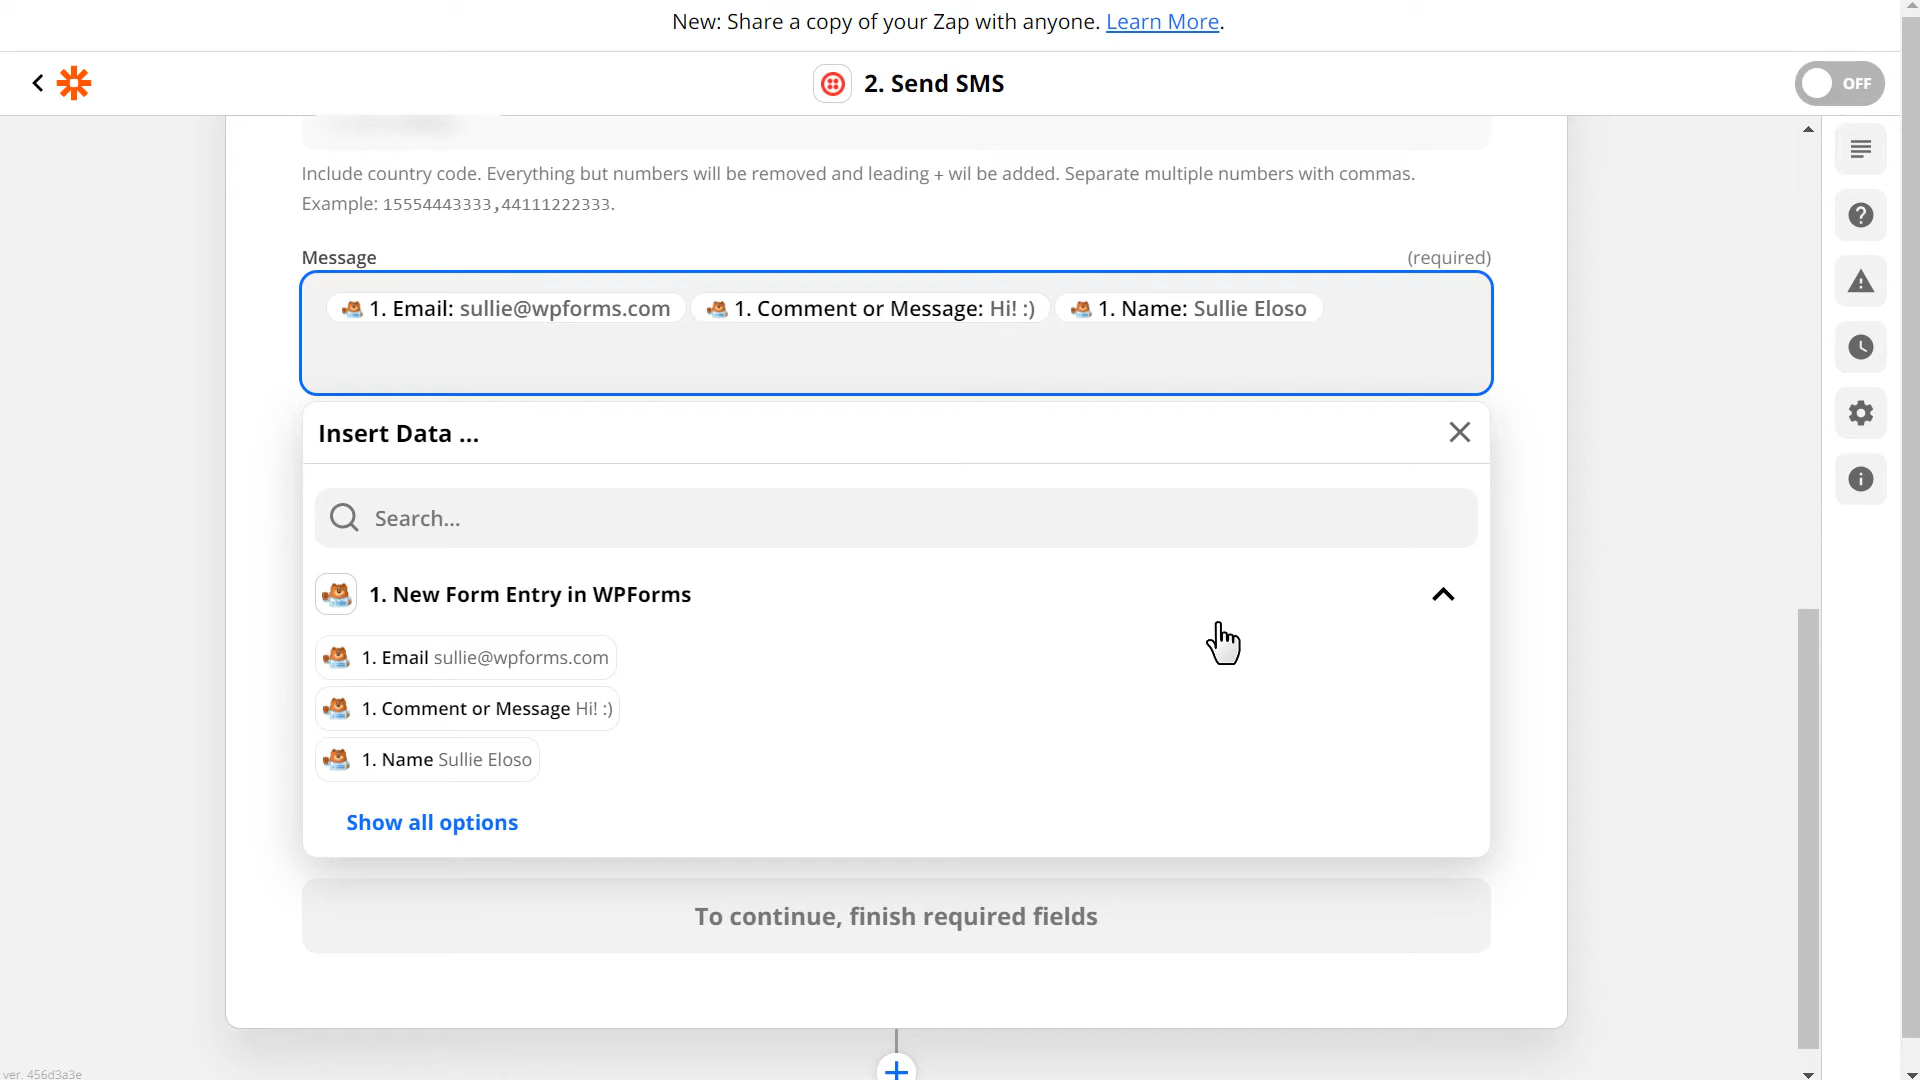 New: Share a copy of your Zap with anyone. Learn More.
2. Send SMS
OFF
Include country code. Everything but numbers will be removed and leading + wil be added. Separate multiple numbers with commas.
Example: 15554443333,44111222333.
Message
(required)
1. Email: sullie@wpforms.com 1. Comment or Message: Hi! :) 1. Name: Sullie Eloso
Insert Data ...
Search...
1. New Form Entry in WPForms
1. Email sullie@wpforms.com
1. Comment or Message Hi! :)
1. Name Sullie Eloso
Show all options
To continue, finish required fields
ver. 456d3a3e